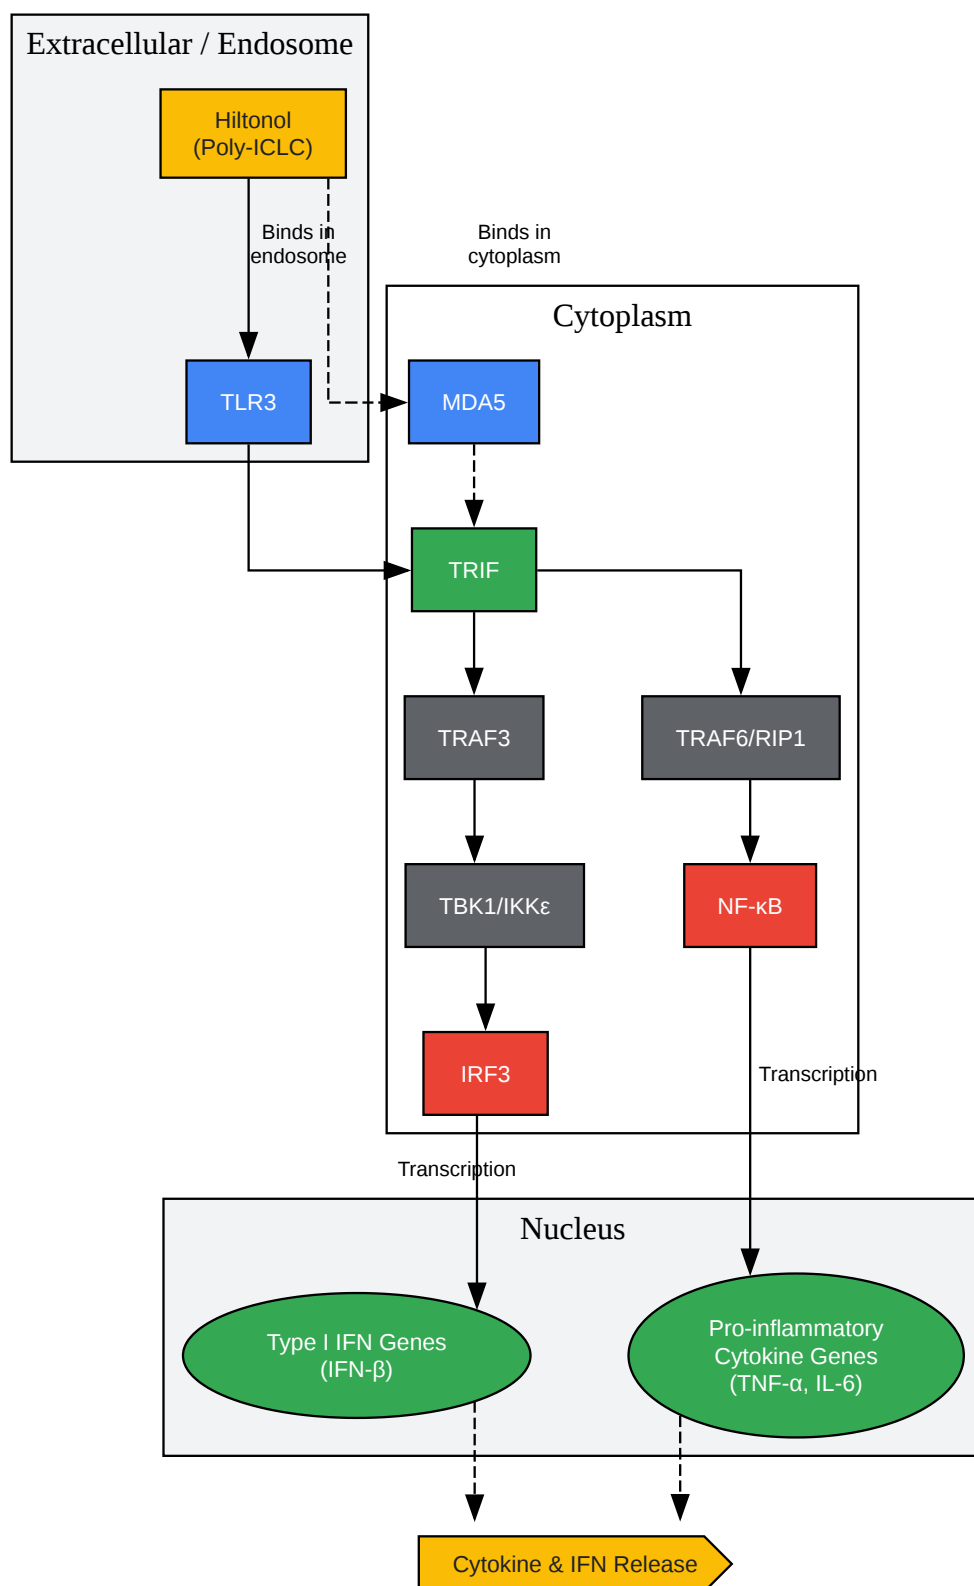 Extracellular / Endosome
Hiltonol
(Poly-ICLC)
Binds in
endosome
Binds in
cytoplasm
Cytoplasm
TLR3
MDA5
TRIF
TRAF3
TRAF6/RIP1
TBK1/IKKε
NF-κB
IRF3
Transcription
Transcription
Nucleus
Type I IFN Genes
(IFN-β)
Pro-inflammatory
Cytokine Genes
(TNF-α, IL-6)
Cytokine & IFN Release